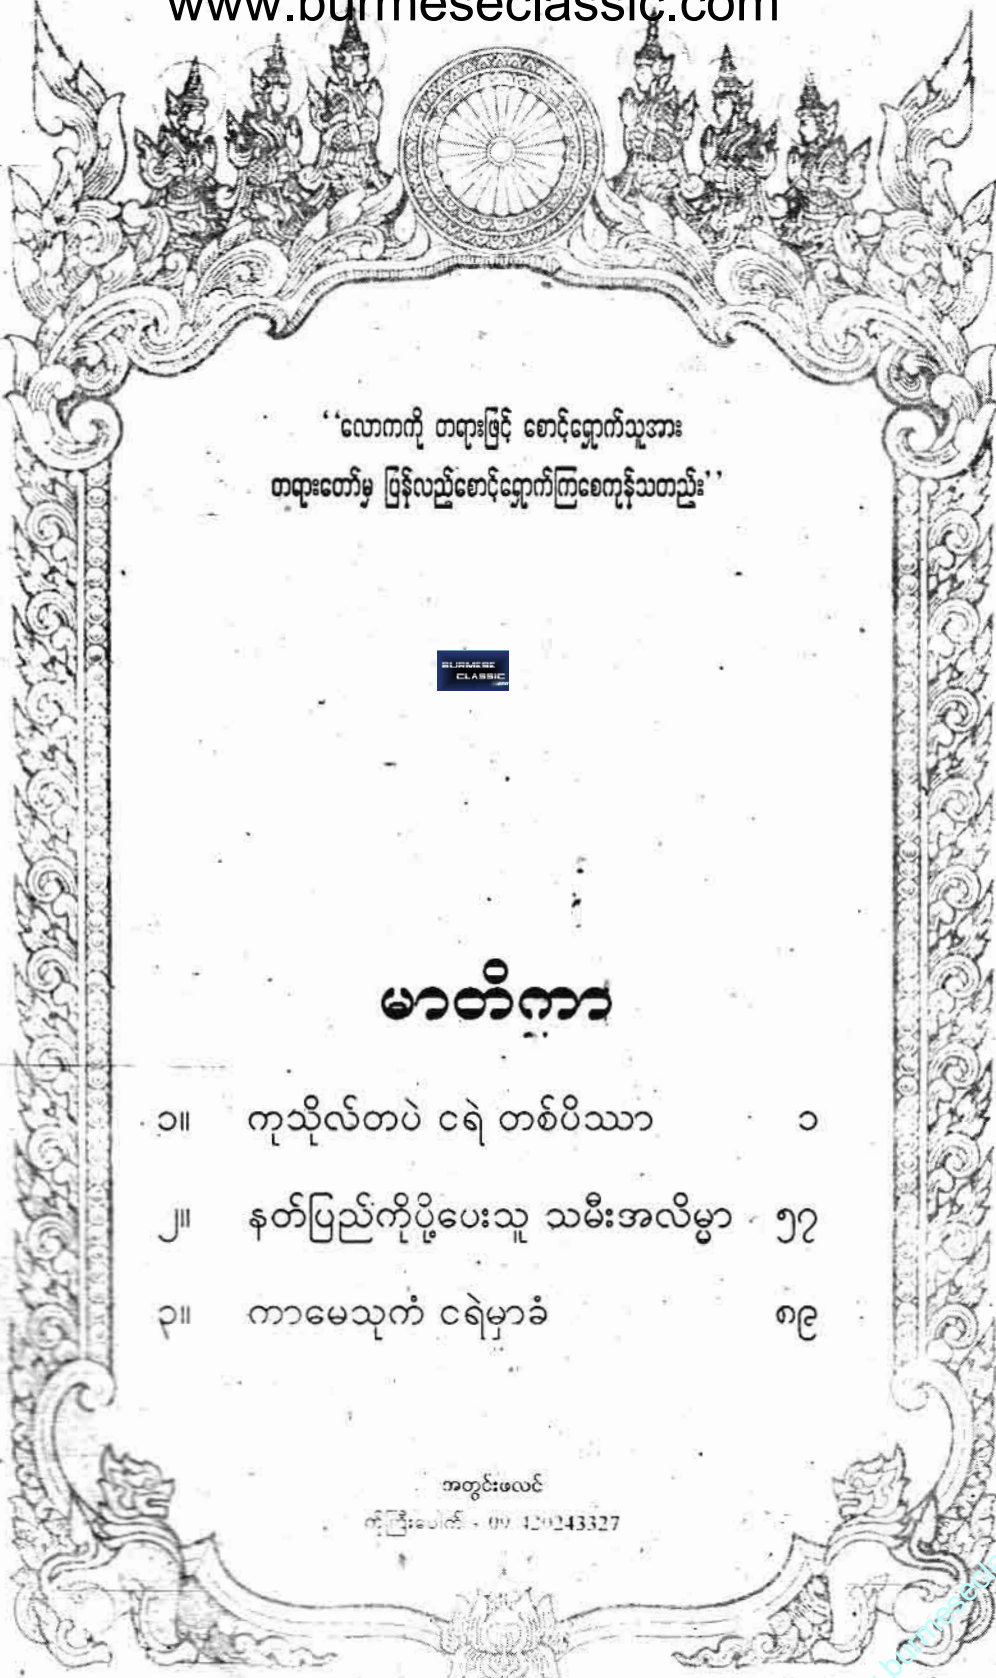 www.burmeseclassic.com
‘‘လောကကို တရားဖြင့် စောင့်ရှောက်သူအား
တရားတော်မှ ပြန်လည်စောင့်ရှောက်ကြစေကုန်သတည်း’’
BURMESE
CLASSIC
မာတိကာ
၁။ ကုသိုလ်တပဲ ငရဲ တစ်ပိဿာ ၁
၂။ နတ်ပြည်ကိုပို့ပေးသူ သမီးအလိမ္မာ ၅၇
၃။ ကာမေသုကံ ငရဲမှာခံ ၈၉
အတွင်းဖလင်